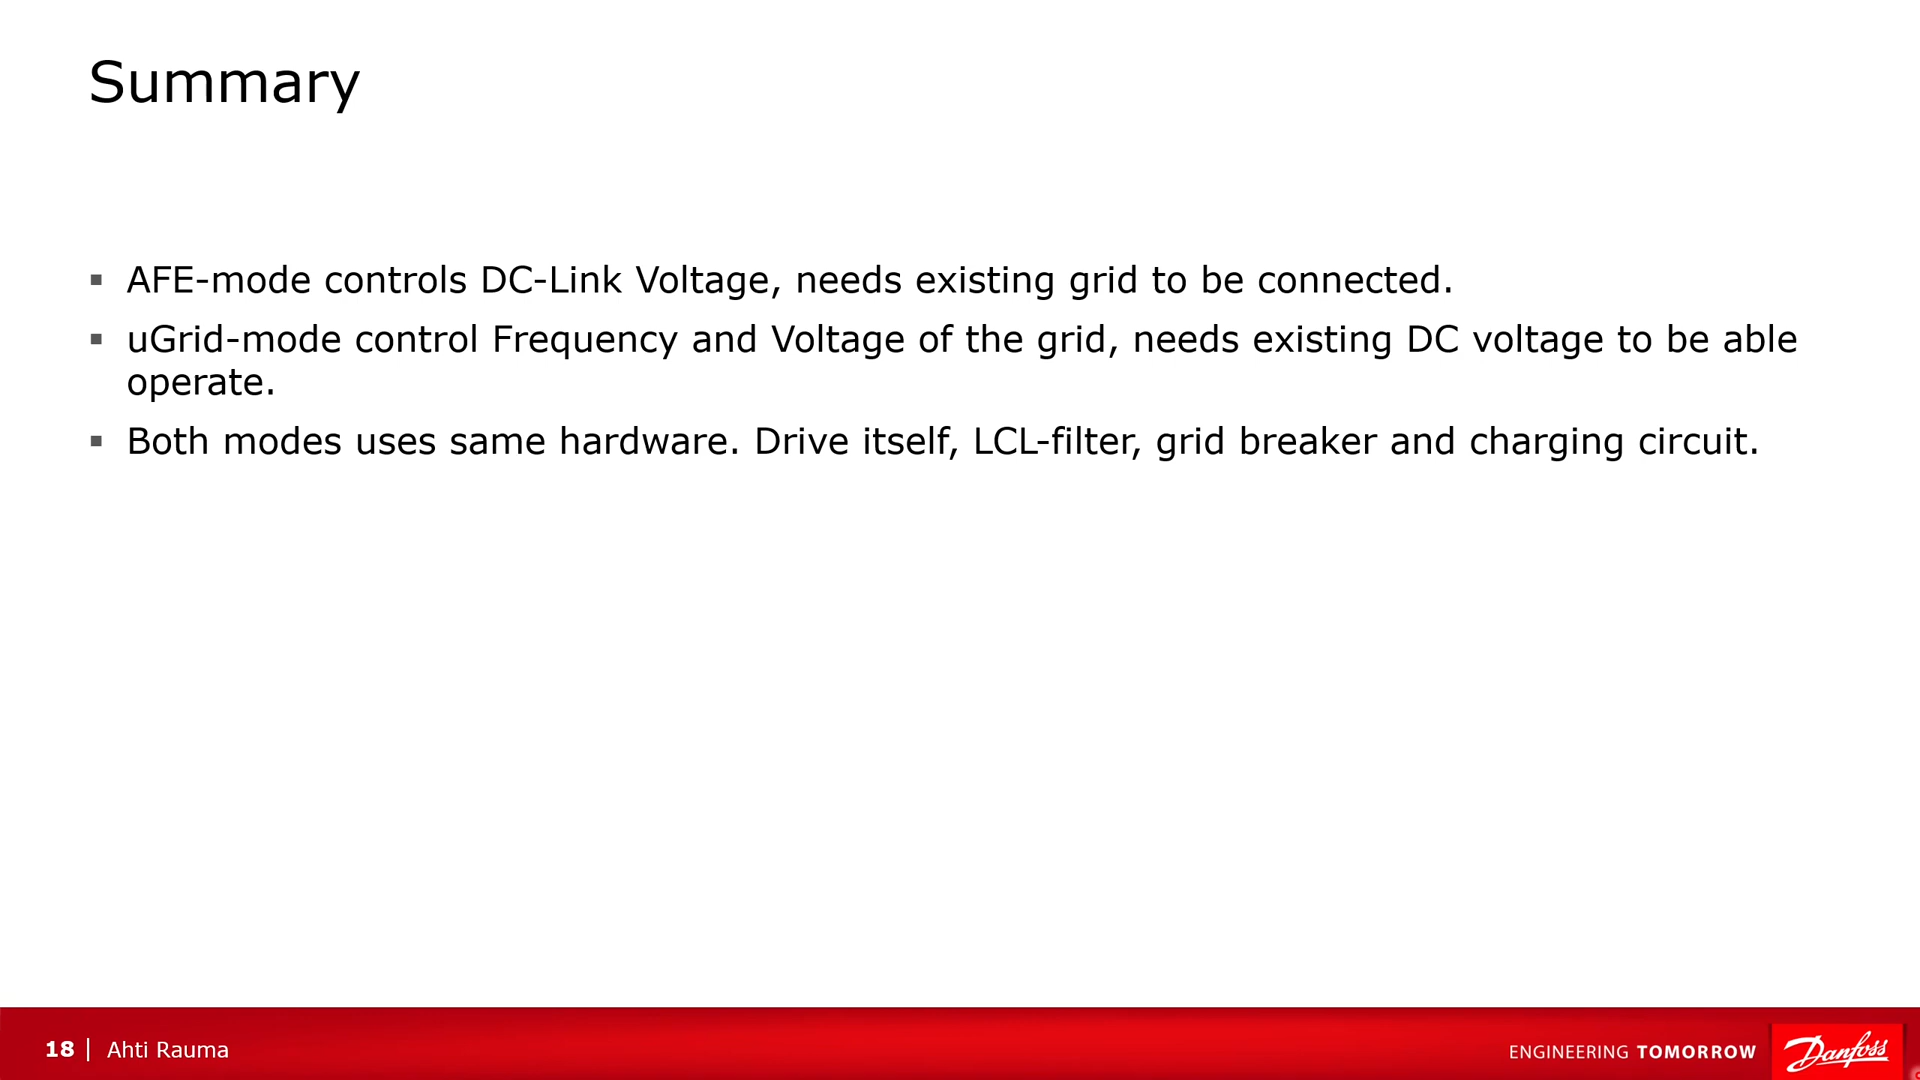 Summary
▪ AFE-mode controls DC-Link Voltage, needs existing grid to be connected.
▪ uGrid-mode control Frequency and Voltage of the grid, needs existing DC voltage to be able
operate.
▪ Both modes uses same hardware. Drive itself, LCL-filter, grid breaker and charging circuit.
18 | Ahti Rauma
ENGINEERING TOMORROW
Danfoss